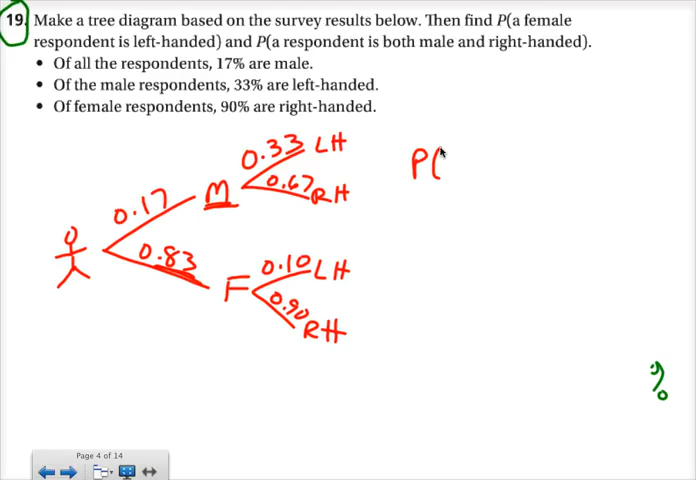 19. Make a tree diagram based on the survey results below. Then find P(a female
respondent is left-handed) and P(a respondent is both male and right-handed).
• Of all the respondents, 17% are male.
• Of the male respondents, 33% are left-handed.
• Of female respondents, 90% are right-handed.
0.33 LH
P(
0.67 RH
0.17 M
0.83
0.10 LH
F
0.90 RH
Page 4 of 14